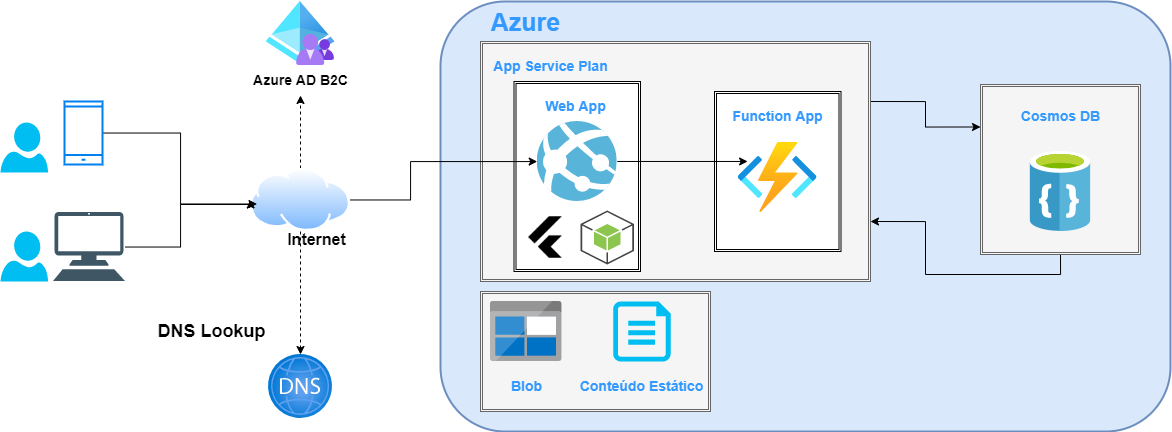 Azure
App Service Plan
Azure AD B2C
Web App
Function App
Cosmos DB
{ }
Internet
DNS Lookup
DNS
Blob
Conteúdo Estático